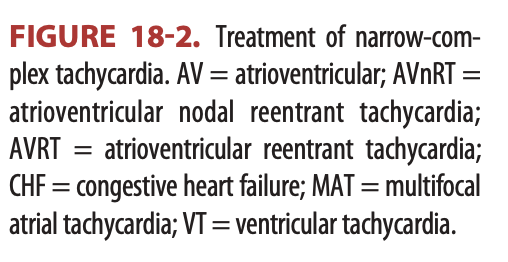 FIGURE 18-2. Treatment of narrow-com-
plex tachycardia. AV = atrioventricular; AVnRT =
atrioventricular nodal reentrant tachycardia;
AVRT = atrioventricular reentrant tachycardia;
CHF = congestive heart failure; MAT = multifocal
atrial tachycardia; VT = ventricular tachycardia.